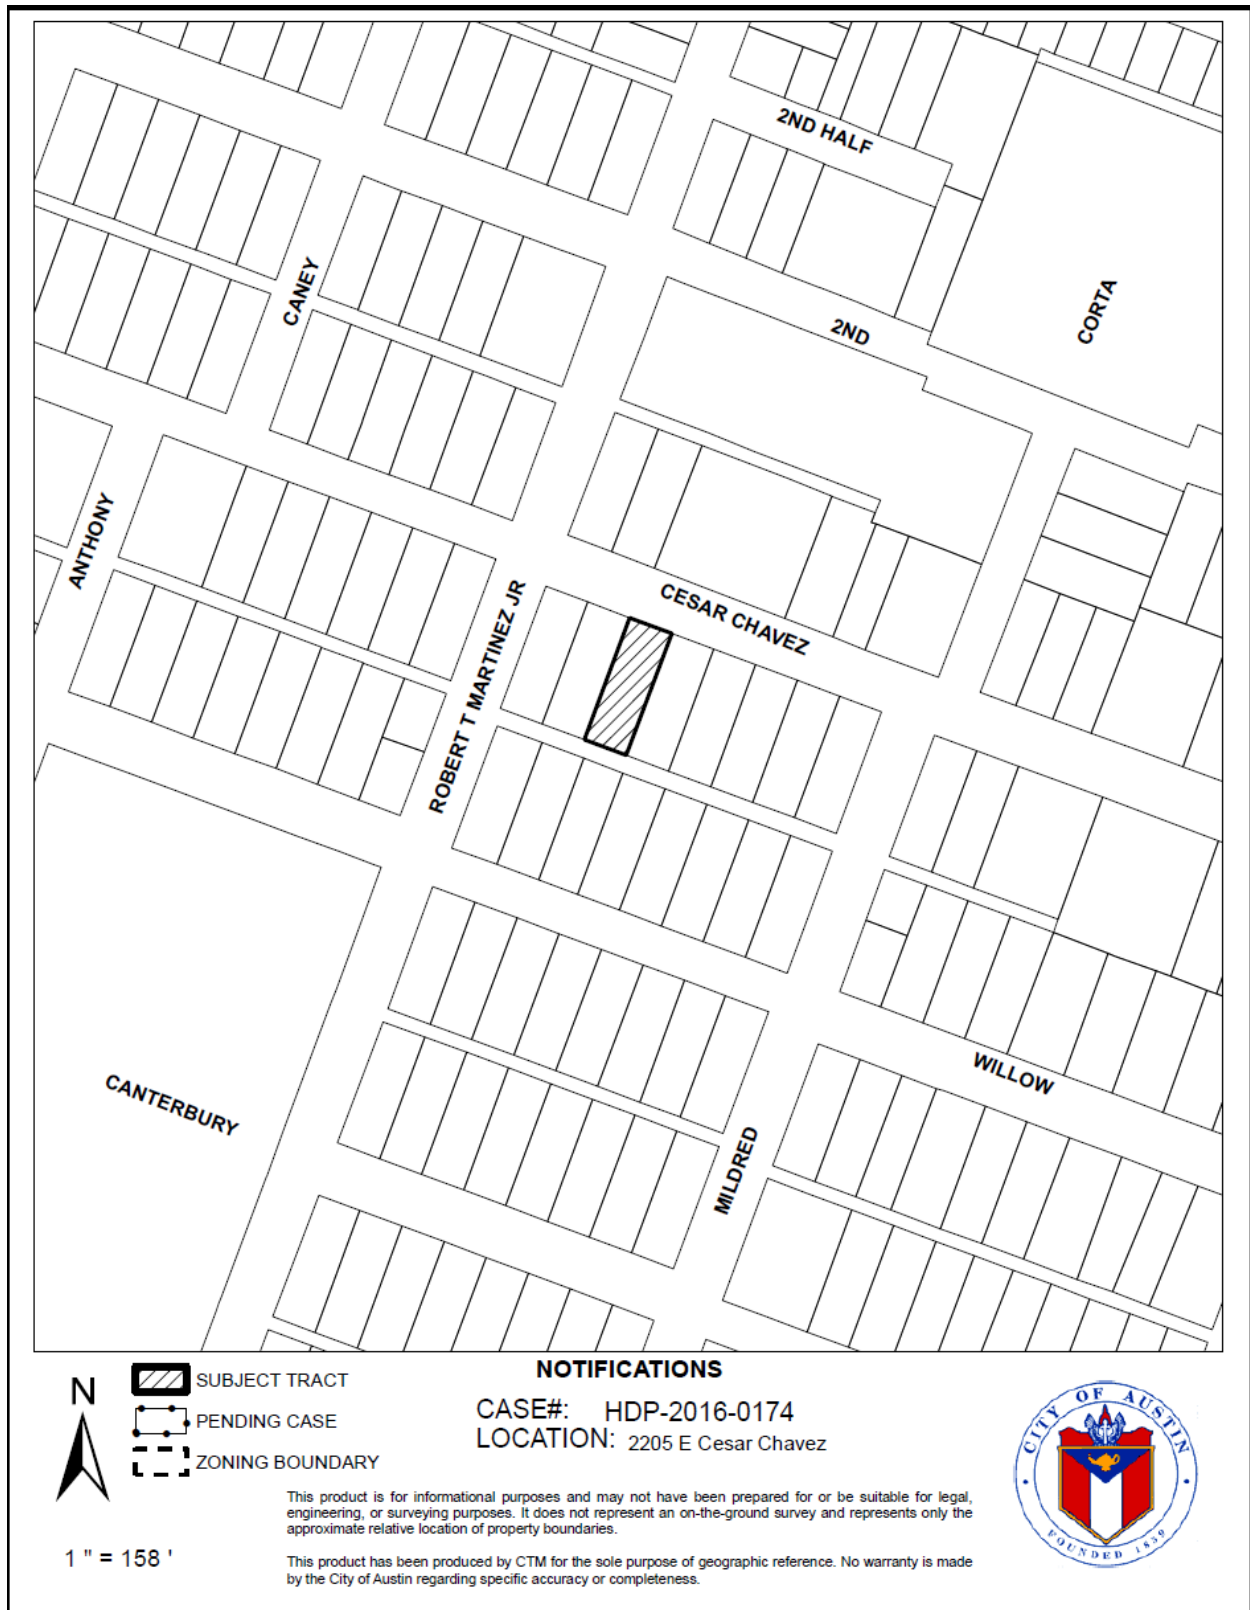 2ND HALF
CORTA
CANEY
2ND
ANTHONY
CESAR CHAVEZ
ROBERT T MARTINEZ JR
WILLOW
CANTERBURY
MILDRED
N
1 " = 158 '
SUBJECT TRACT
PENDING CASE
ZONING BOUNDARY
NOTIFICATIONS
CASE#: HDP-2016-0174
LOCATION: 2205 E Cesar Chavez
This product is for informational purposes and may not have been prepared for or be suitable for legal,
engineering, or surveying purposes. It does not represent an on-the-ground survey and represents only the
approximate relative location of property boundaries.
This product has been produced by CTM for the sole purpose of geographic reference. No warranty is made
by the City of Austin regarding specific accuracy or completeness.
CITY OF AUSTIN
FOUNDED 1839